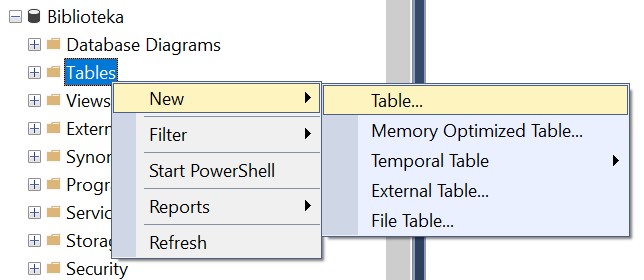 Biblioteka
Database Diagrams
Tables
Views
Extern
Synon
Progr
Servic
Storag
Security
New
Filter
Start PowerShell
Reports
Refresh
Table...
Memory Optimized Table...
Temporal Table
External Table...
File Table...